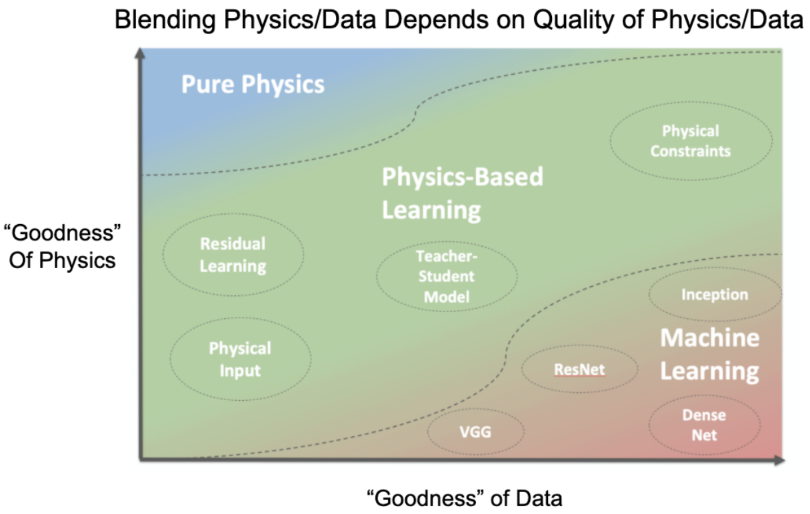 Blending Physics/Data Depends on Quality of Physics/Data
Pure Physics
Physical
Constraints
Physics-Based
Learning
“Goodness”
Of Physics
Residual
Learning
Teacher-
Student
Model
Inception
Machine
Learning
Physical
Input
ResNet
Dense
Net
VGG
“Goodness” of Data